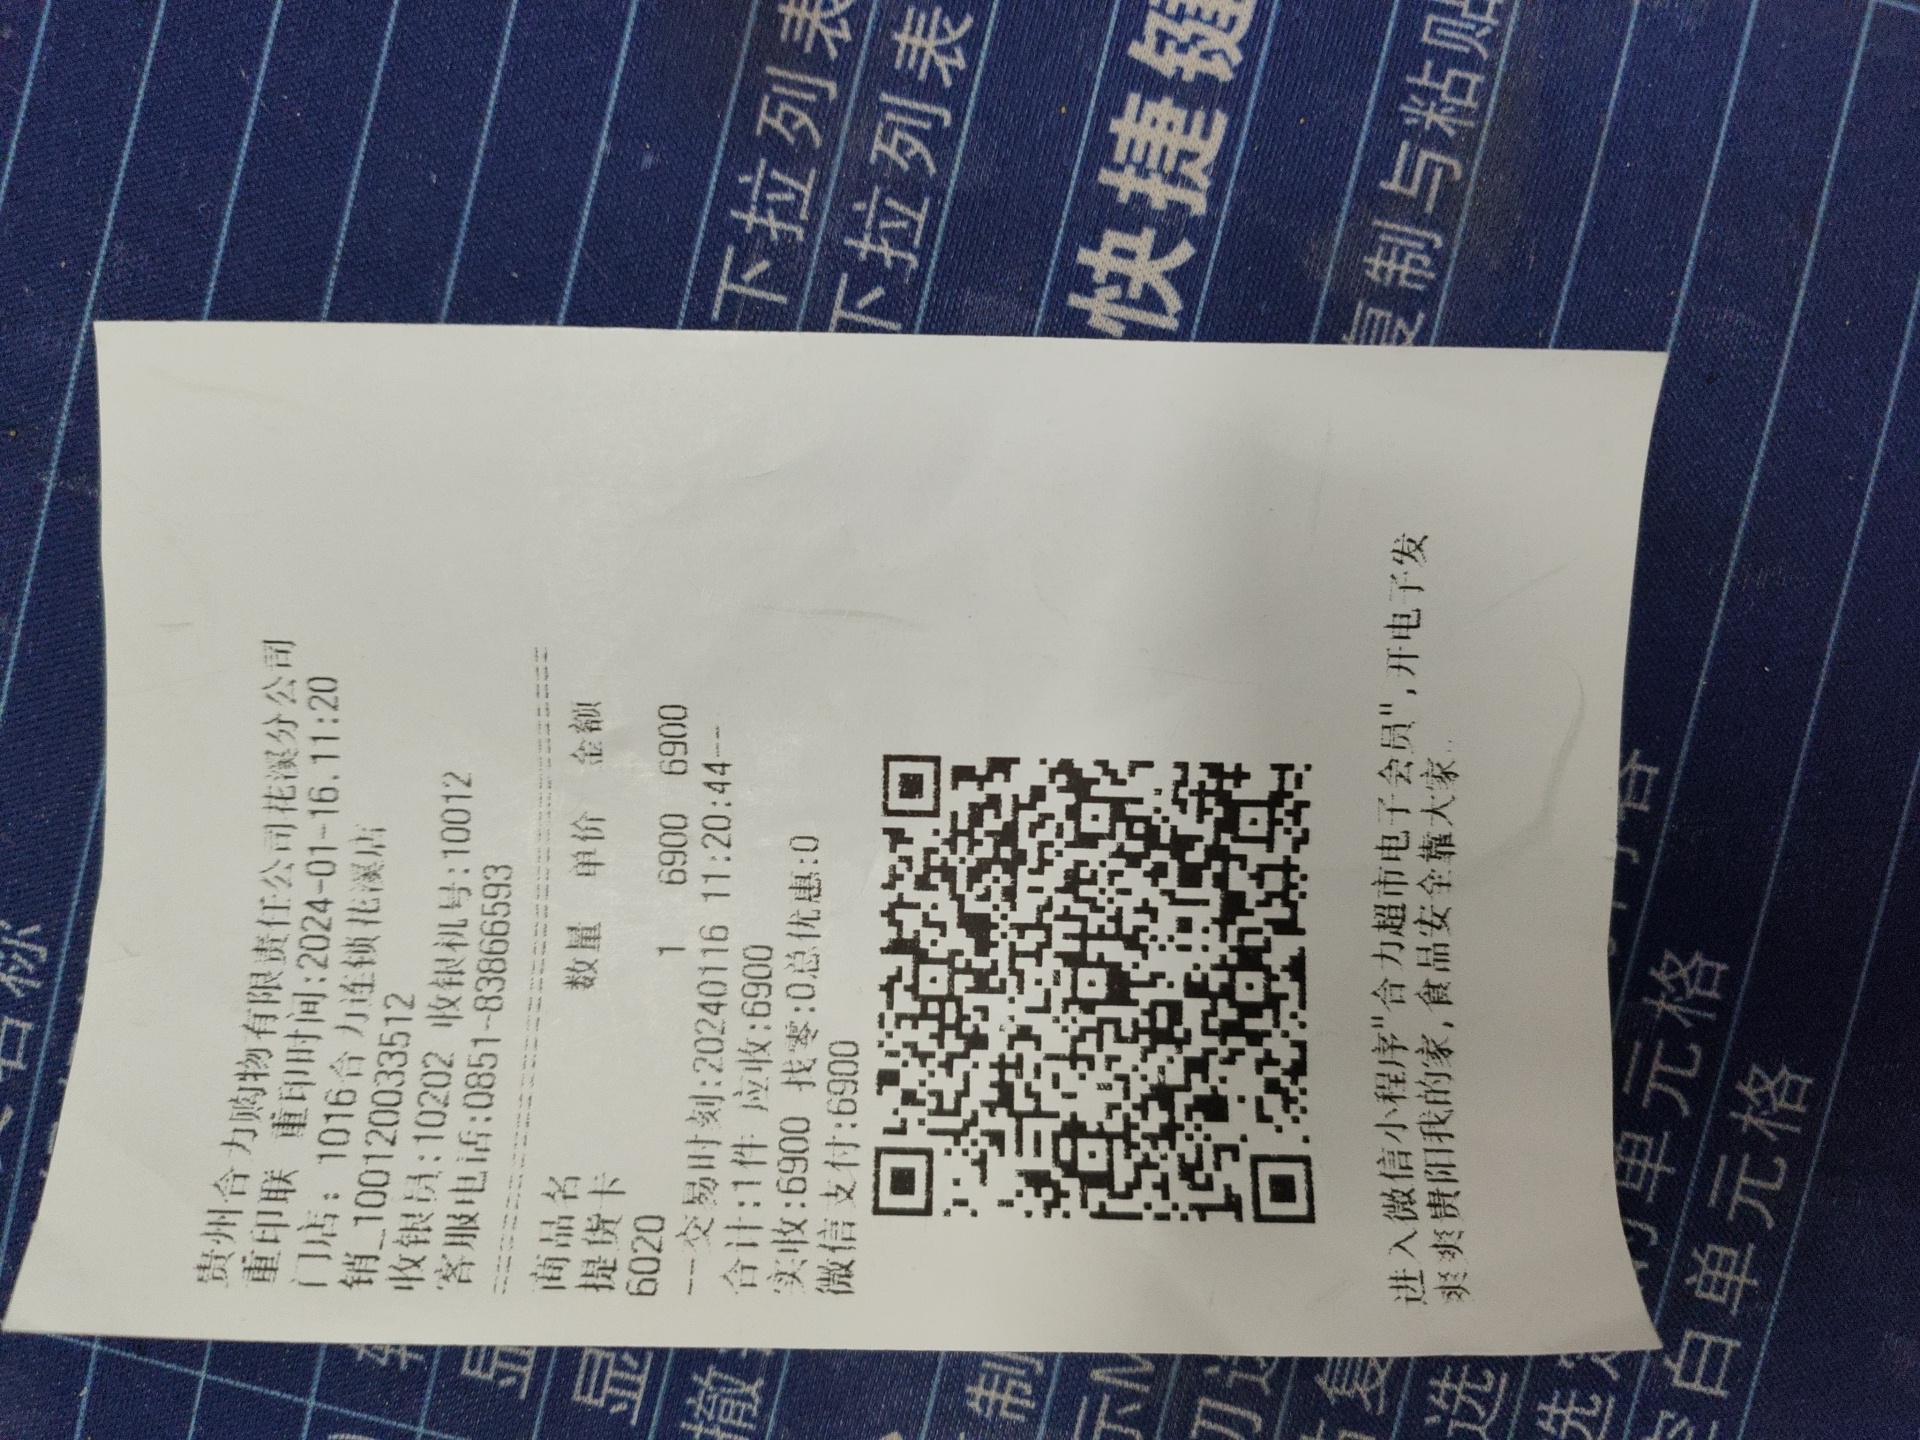 贵州合力购物有限责任公司花溪分公司
重印联 重印时间:2024-01-16.11:20
门店: 1016合力连锁花溪店
销_100120033512
收银员:10202 收银机号:10012
客服电话:0851-83866593
商品名 数量 单价 金额
提货卡
6020 1 6900 6900
--交易时刻:20240116 11:20:44--
合计:1件 应收:6900
实收:6900 找零:0总优惠:0
微信支付:6900
进入微信小程序"合力超市电子会员",开电子发
爽爽贵阳我的家,食品安全靠大家..
下拉列表
下拉列表
快捷键
复制与粘贴
单元格
空白单元格